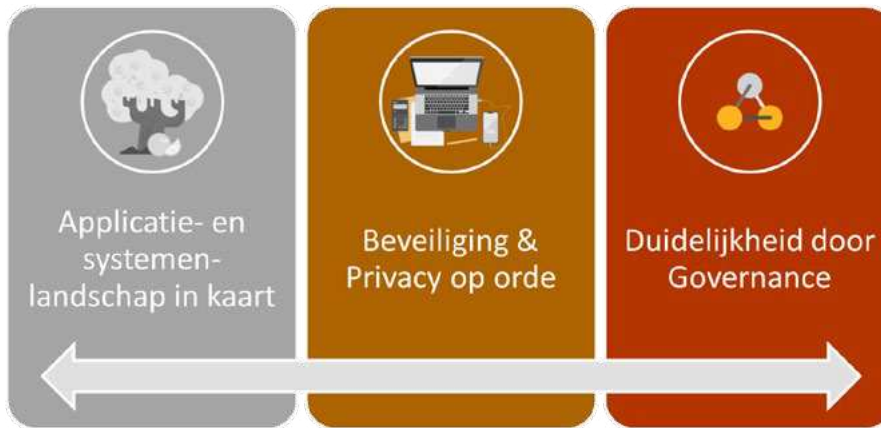 Applicatie- en
systemen-
landschap in kaart
Beveiliging &
Privacy op orde
Duidelijkheid door
Governance